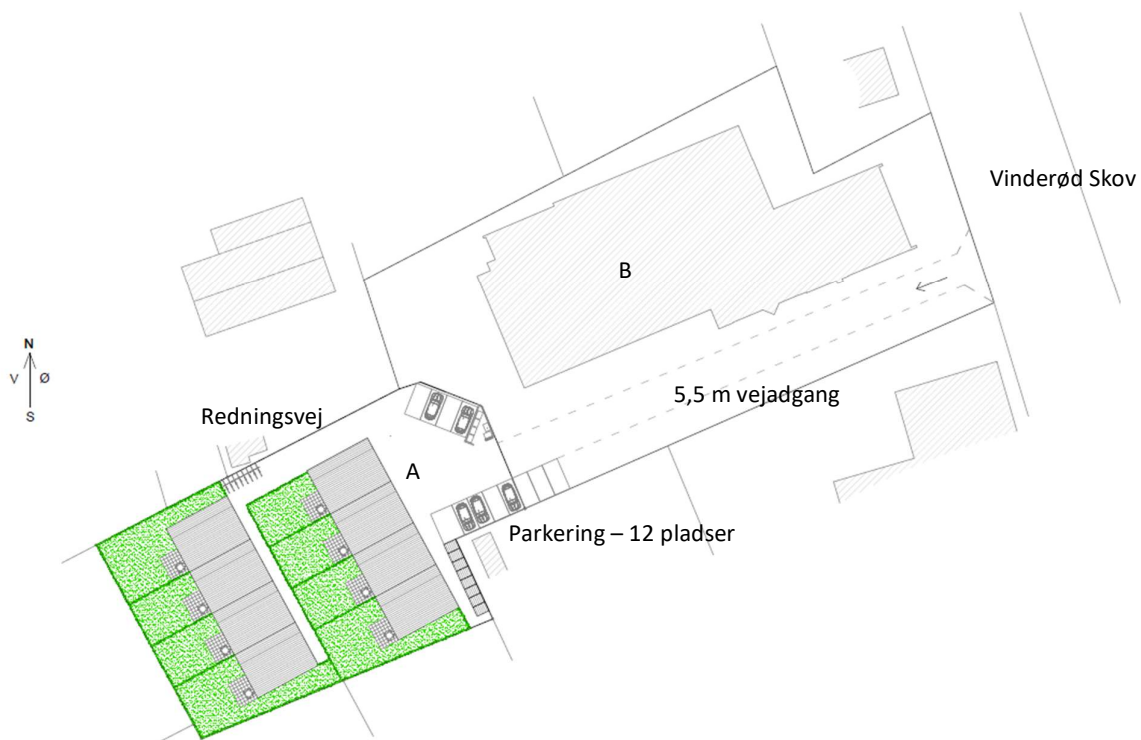 Vinderød Skov
B
N
V Ø
S
5,5 m vejadgang
Redningsvej
A
Parkering – 12 pladser